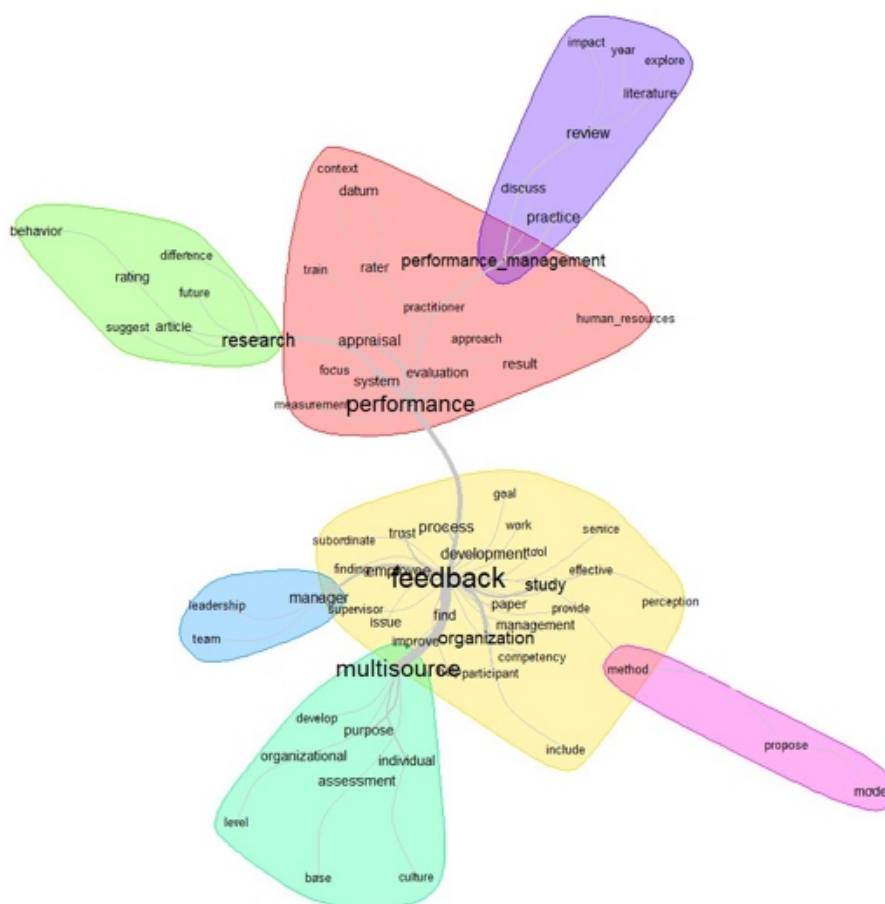 impact
year
explore
literature
review
discuss
practice
performance_management
context
datum
train
rater
practitioner
human_resources
appraisal
approach
result
focus
system
evaluation
measurement
performance
behavior
difference
rating
future
suggest
article
research
goal
process
work
service
subordinate
trust
development
tool
finding
employee
feedback
study
effective
supervisor
issue
find
paper
provide
perception
management
improve
organization
competency
participant
include
leadership
manager
team
multisource
develop
purpose
organizational
individual
assessment
level
base
culture
method
propose
model